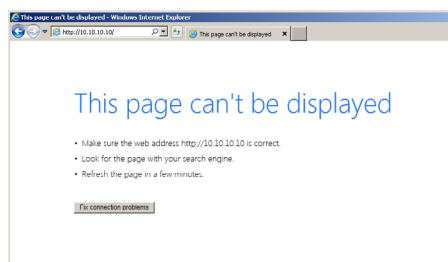 This page can't be displayed - Windows Internet Explorer
http://10.10.10.10/
This page can't be displayed
This page can't be displayed
• Make sure the web address http://10.10.10.10 is correct.
• Look for the page with your search engine.
• Refresh the page in a few minutes.
Fix connection problems